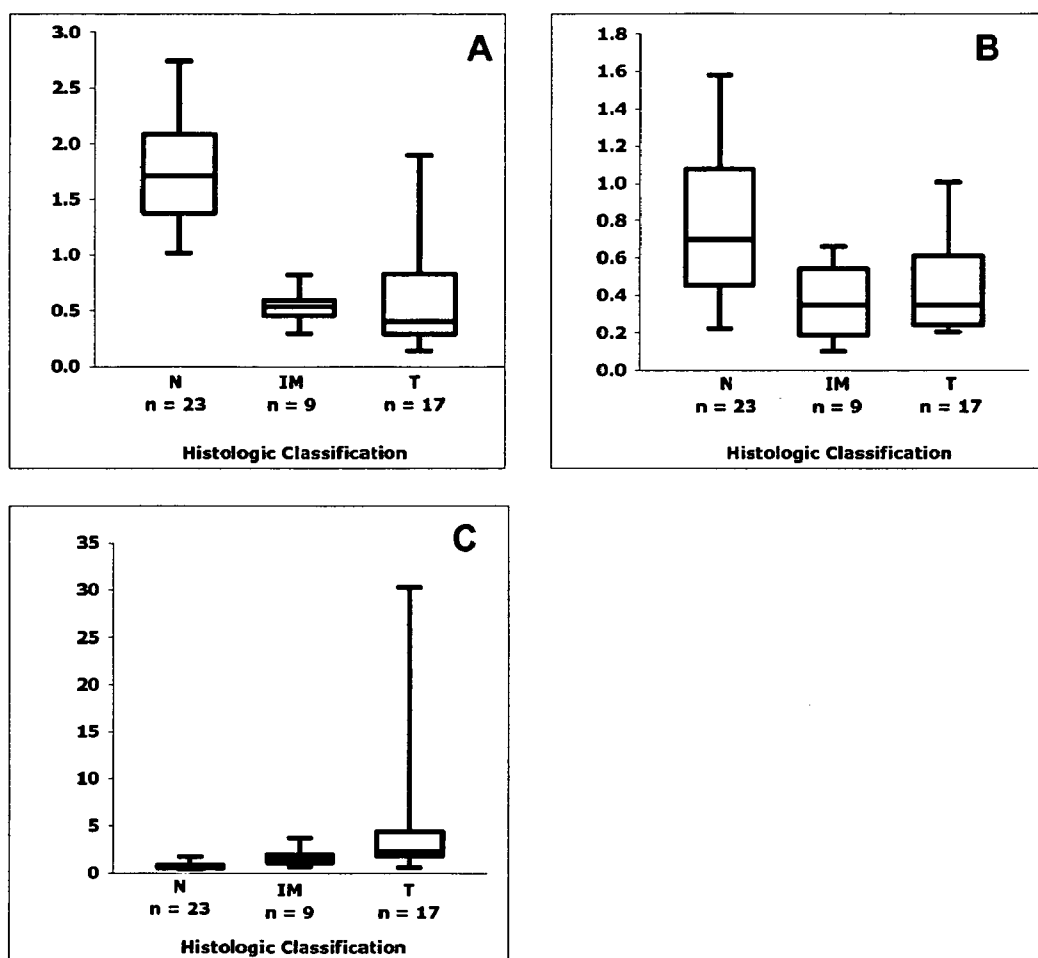 A
3.0
2.5
2.0
1.5
1.0
0.5
0.0
N IM T
n = 23 n = 9 n = 17
Histologic Classification
B
1.8
1.6
1.4
1.2
1.0
0.8
0.6
0.4
0.2
0.0
N IM T
n = 23 n = 9 n = 17
Histologic Classification
C
35
30
25
20
15
10
5
0
N IM T
n = 23 n = 9 n = 17
Histologic Classification